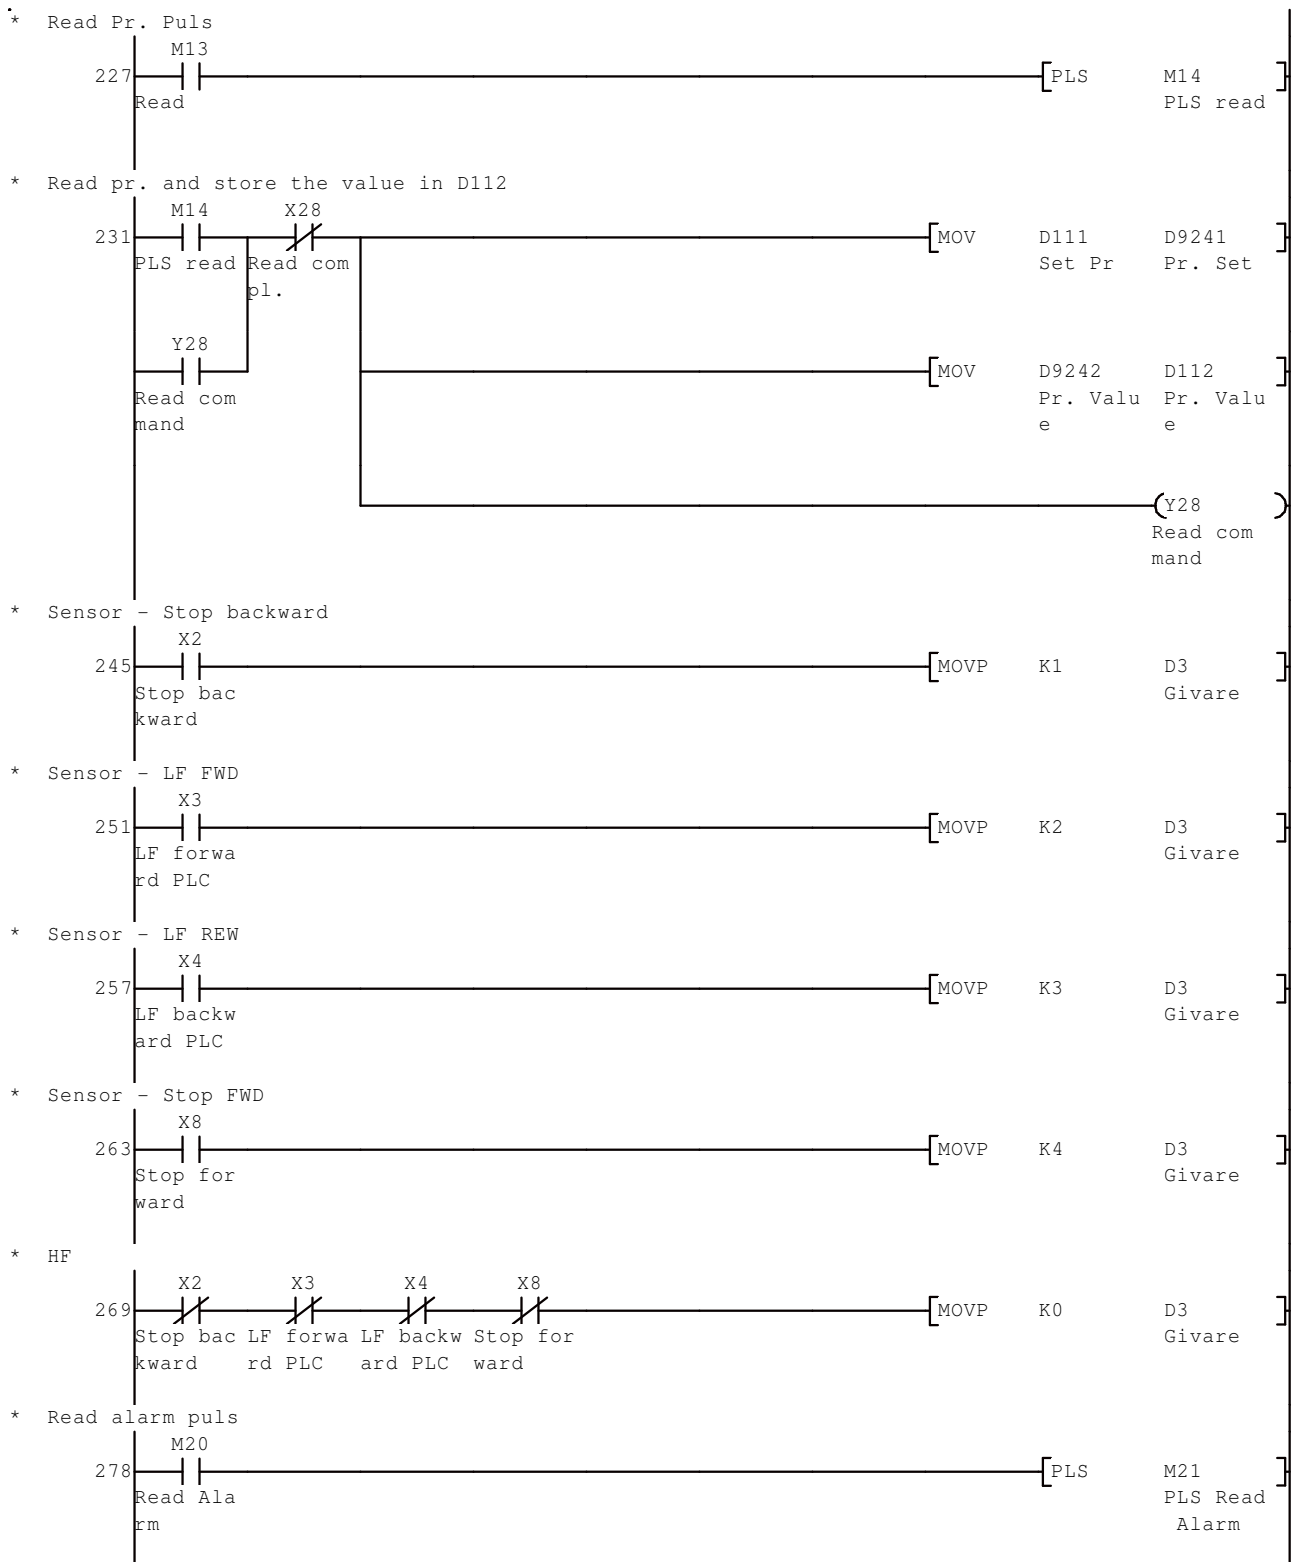 * Read Pr. Puls
M13
227 PLS M14
Read PLS read
* Read pr. and store the value in D112
M14 X28
231 MOV D111 D9241
PLS read Read com Set Pr Pr. Set
pl.
Y28
MOV D9242 D112
Read com Pr. Valu Pr. Valu
mand e e
Y28
Read com
mand
* Sensor - Stop backward
X2
245 MOVP K1 D3
Stop bac Givare
kward
* Sensor - LF FWD
X3
251 MOVP K2 D3
LF forwa Givare
rd PLC
* Sensor - LF REW
X4
257 MOVP K3 D3
LF backw Givare
ard PLC
* Sensor - Stop FWD
X8
263 MOVP K4 D3
Stop for Givare
ward
* HF
X2 X3 X4 X8
269 MOVP K0 D3
Stop bac LF forwa LF backw Stop for Givare
kward rd PLC ard PLC ward
* Read alarm puls
M20
278 PLS M21
Read Ala PLS Read
rm Alarm